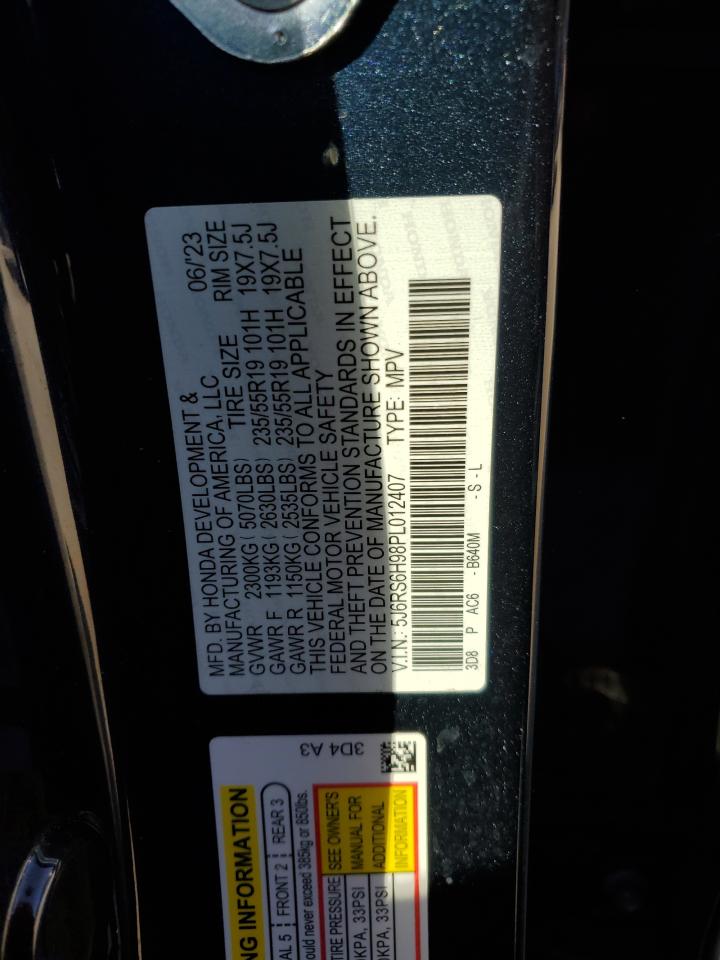 MFD. BY HONDA DEVELOPMENT &
MANUFACTURING OF AMERICA, LLC 06/'23
GVWR 2300KG ( 5070LBS) TIRE SIZE RIM SIZE
GAWR F 1193KG ( 2630LBS) 235/55R19 101H 19X7.5J
GAWR R 1150KG ( 2535LBS) 235/55R19 101H 19X7.5J
THIS VEHICLE CONFORMS TO ALL APPLICABLE
FEDERAL MOTOR VEHICLE SAFETY
AND THEFT PREVENTION STANDARDS IN EFFECT
ON THE DATE OF MANUFACTURE SHOWN ABOVE.
V.I.N.: 5J6RS6H98PL012407 TYPE: MPV
3D8 P AC6 - B640M - S - L
3D4 A3
NG INFORMATION
AL 5 FRONT 2 REAR 3
ould never exceed 385kg or 850lbs.
TIRE PRESSURE SEE OWNER'S
0KPA, 33PSI MANUAL FOR
0KPA, 33PSI ADDITIONAL
INFORMATION